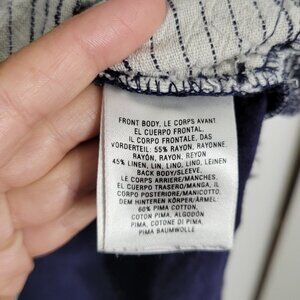 FRONT BODY, LE CORPS AVANT
EL CUERPO FRONTAL,
IL CORPO FRONTALE, DAS
VORDERTEIL: 55% RAYON, RAYONNE,
RAYÓN, RAYON, REYON
45% LINEN, LIN, LINO, LINO, LEINEN
BACK BODY/SLEEVE,
LE CORPS ARRIERE/MANCHES,
EL CUERPO TRASERO/MANGA, IL
CORPO POSTERIORE/MANICOTTO,
DEM HINTEREN KÖRPER/ÄRMEL:
60% PIMA COTTON,
COTON PIMA, ALGODÓN
PIMA, COTONE DI PIMA,
PIMA BAUMWOLLE